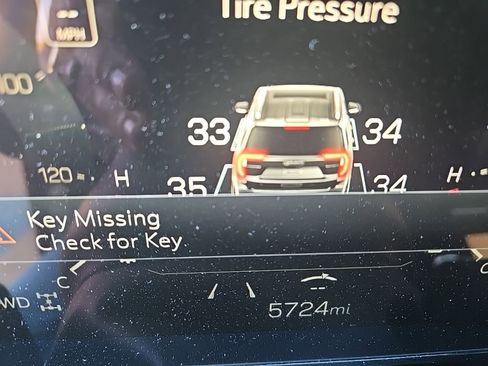 Tire Pressure
MPH
100
33 34
120 H H
35 34
Key Missing
Check for Key
C C
WD
5724mi